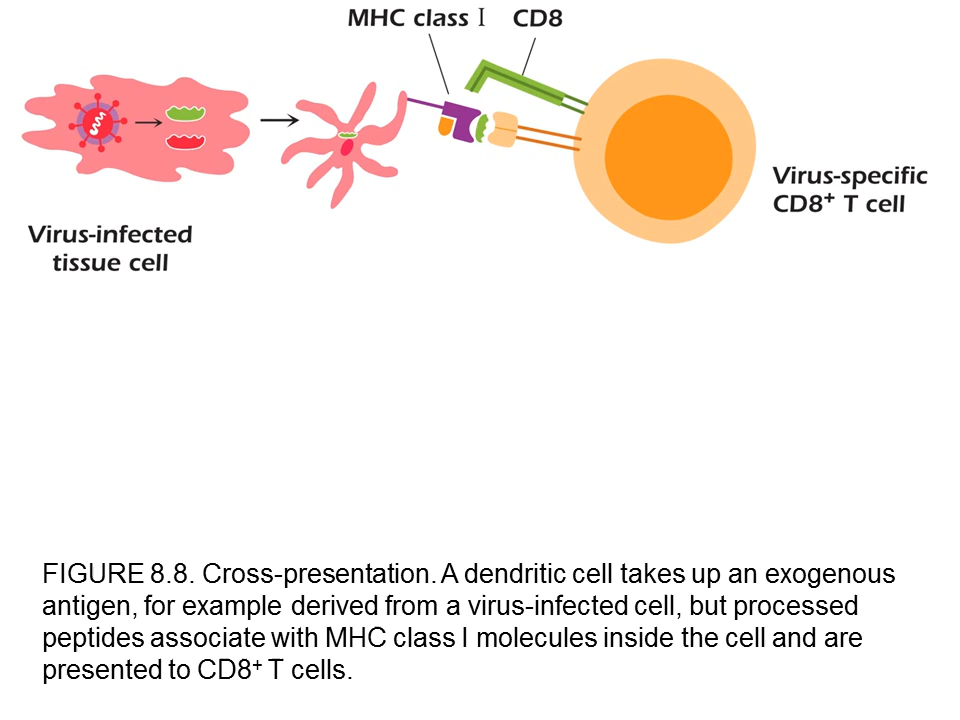 MHC class I CD8
Virus-specific
CD8⁺ T cell
Virus-infected
tissue cell
FIGURE 8.8. Cross-presentation. A dendritic cell takes up an exogenous
antigen, for example derived from a virus-infected cell, but processed
peptides associate with MHC class I molecules inside the cell and are
presented to CD8⁺ T cells.